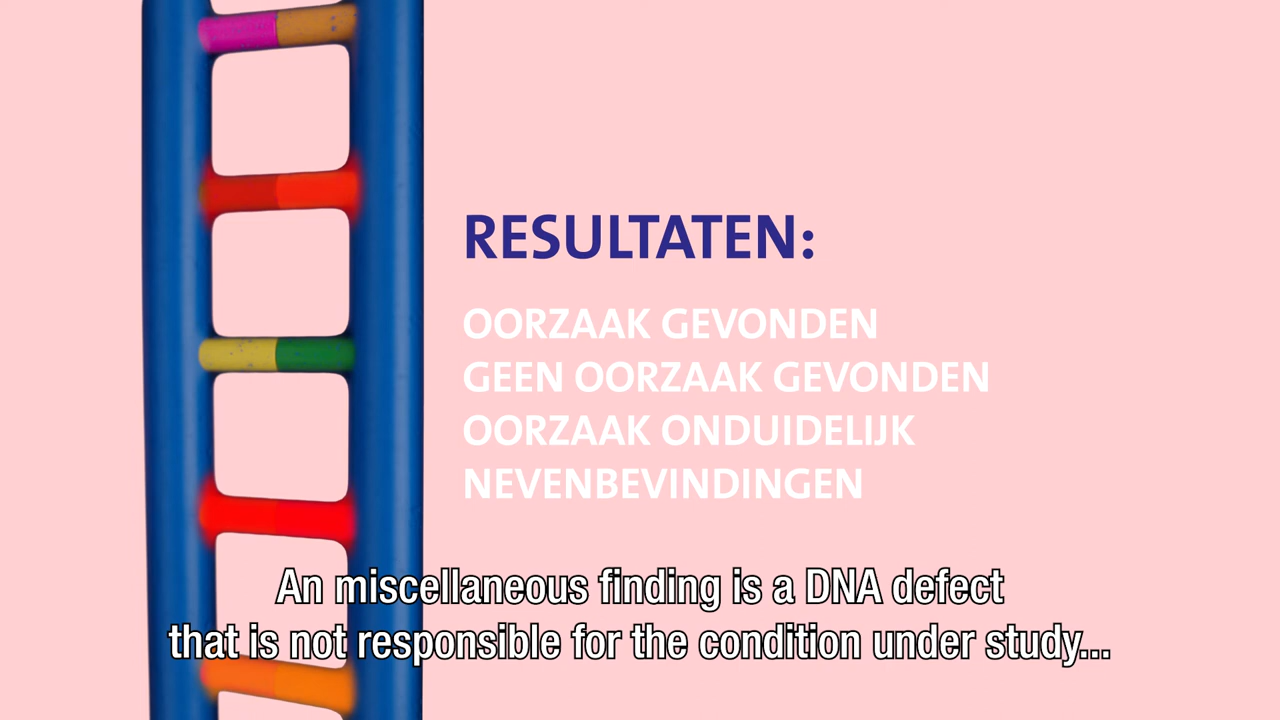 RESULTATEN:
OORZAAK GEVONDEN
GEEN OORZAAK GEVONDEN
OORZAAK ONDUIDELIJK
NEVENBEVINDINGEN
An miscellaneous finding is a DNA defect
that is not responsible for the condition under study...